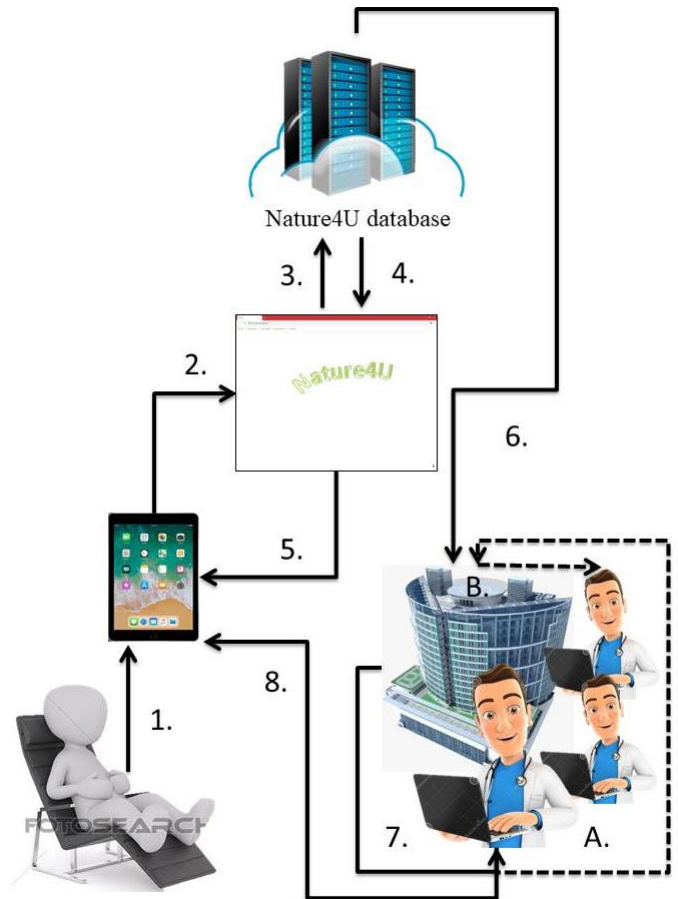 Nature4U database
3.
4.
2.
Nature4U
6.
5.
B.
8.
1.
FOTOSEARCH
7.
A.